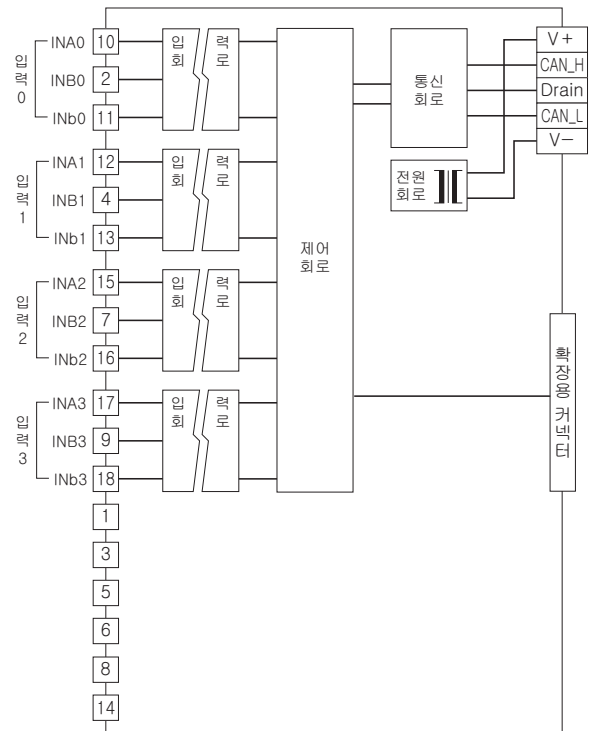 입력 0
INA0 10
INB0 2
INb0 11
입력 회로
입력 1
INA1 12
INB1 4
INb1 13
입력 회로
입력 2
INA2 15
INB2 7
INb2 16
입력 회로
입력 3
INA3 17
INB3 9
INb3 18
입력 회로
1
3
5
6
8
14
제어
회로
통신
회로
전원
회로
V+
CAN_H
Drain
CAN_L
V−
확장용 커넥터